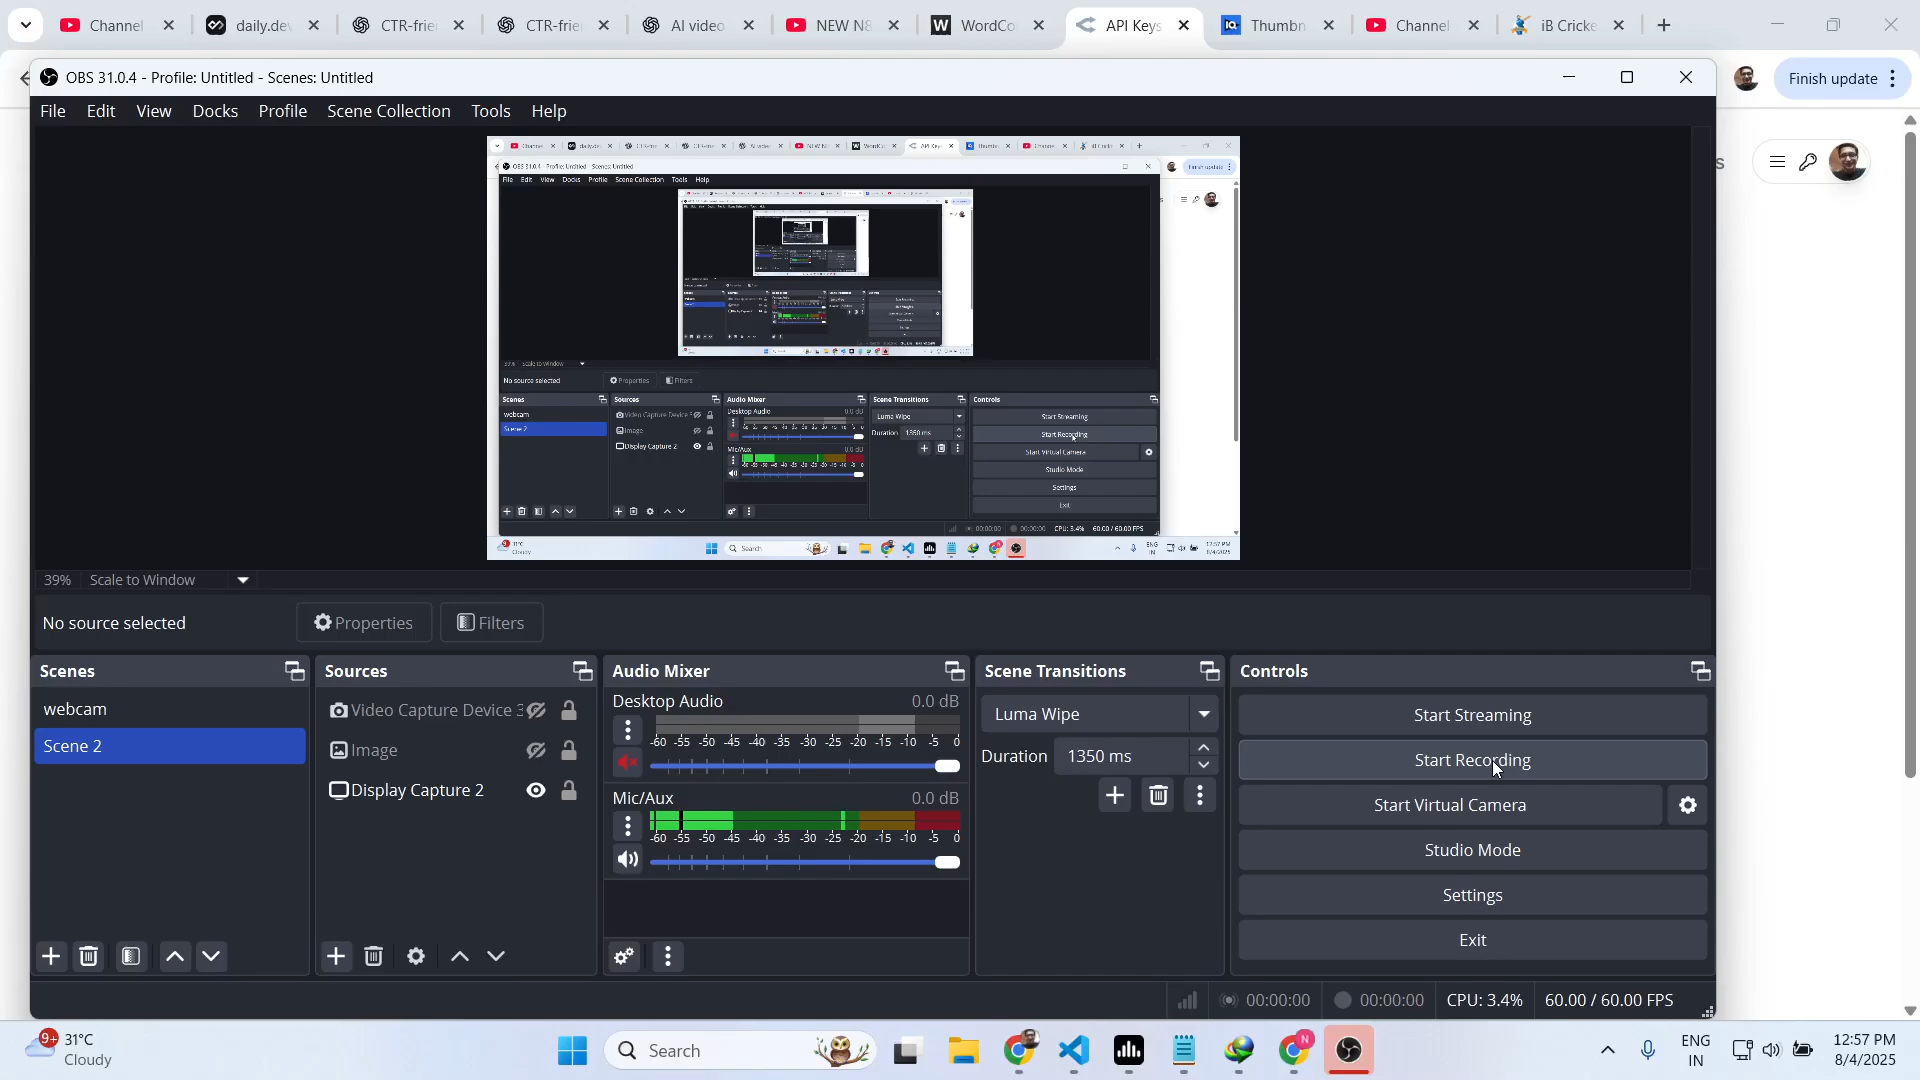 Channel
daily.dev
CTR-frie
CTR-frie
AI video
NEW N8
WordCo
API Keys
Thumbn
Channel
iB Cricke
OBS 31.0.4 - Profile: Untitled - Scenes: Untitled
Finish update
File Edit View Docks Profile Scene Collection Tools Help
39% Scale to Window
No source selected
Properties
Filters
Scenes
webcam
Scene 2
Sources
Video Capture Device 3
Image
Display Capture 2
Audio Mixer
Desktop Audio 0.0 dB
-60 -55 -50 -45 -40 -35 -30 -25 -20 -15 -10 -5 0
Mic/Aux 0.0 dB
-60 -55 -50 -45 -40 -35 -30 -25 -20 -15 -10 -5 0
Scene Transitions
Luma Wipe
Duration 1350 ms
Controls
Start Streaming
Start Recording
Start Virtual Camera
Studio Mode
Settings
Exit
00:00:00 00:00:00 CPU: 3.4% 60.00 / 60.00 FPS
9+
31°C
Cloudy
Search
ENG
IN
12:57 PM
8/4/2025